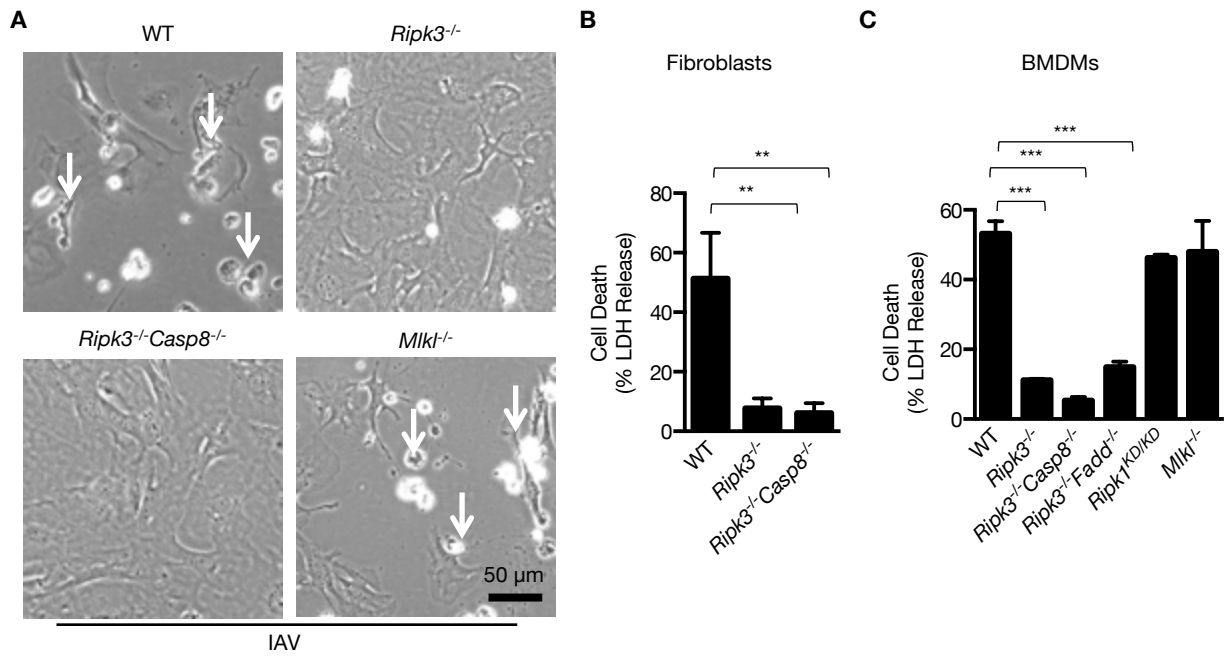 A
WT
Ripk3-/-
Ripk3-/-Casp8-/-
Mlkl-/-
50 µm
IAV
B
Fibroblasts
**
**
Cell Death
(% LDH Release)
80
60
40
20
0
WT
Ripk3-/-
Ripk3-/-Casp8-/-
C
BMDMs
***
***
***
Cell Death
(% LDH Release)
60
40
20
0
WT
Ripk3-/-
Ripk3-/-Casp8-/-
Ripk3-/-Fadd-/-
Ripk1KD/KD
Mlkl-/-